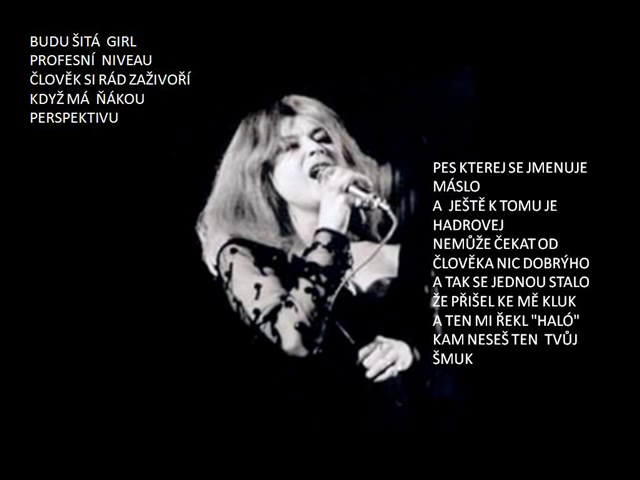 BUDU ŠITÁ GIRL
PROFESNÍ NIVEAU
ČLOVĚK SI RÁD ZAŽIVOŘÍ
KDYŽ MÁ ŇÁKOU
PERSPEKTIVU
PES KTEREJ SE JMENUJE
MÁSLO
A JEŠTĚ K TOMU JE
HADROVEJ
NEMŮŽE ČEKAT OD
ČLOVĚKA NIC DOBRÝHO
A TAK SE JEDNOU STALO
ŽE PŘIŠEL KE MĚ KLUK
A TEN MI ŘEKL "HALÓ"
KAM NESEŠ TEN TVŮJ
ŠMUK